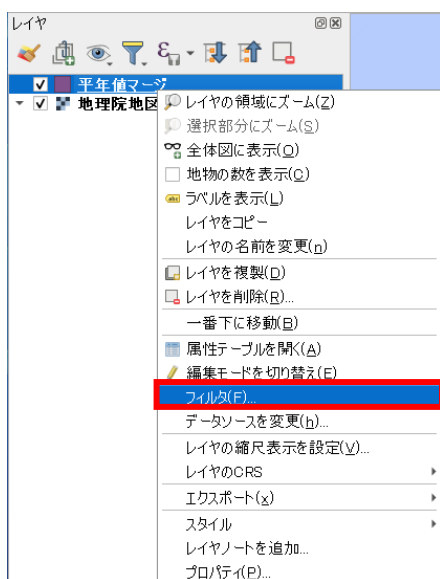 レイヤ
平年値マージ
地理院地図
レイヤの領域にズーム(Z)
選択部分にズーム(S)
全体図に表示(O)
地物の数を表示(C)
ラベルを表示(L)
レイヤをコピー
レイヤの名前を変更(n)
レイヤを複製(D)
レイヤを削除(R)...
一番下に移動(B)
属性テーブルを開く(A)
編集モードを切り替え(E)
フィルタ(F)...
データソースを変更(h)...
レイヤの縮尺表示を設定(V)...
レイヤのCRS
エクスポート(x)
スタイル
レイヤノートを追加...
プロパティ(P)...